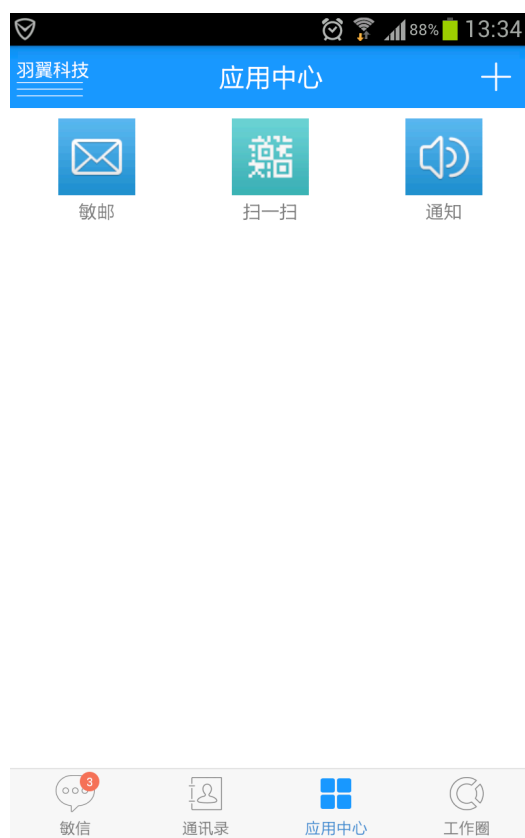 88% 13:34
羽翼科技 应用中心
敏邮 扫一扫 通知
3
敏信 通讯录 应用中心 工作圈